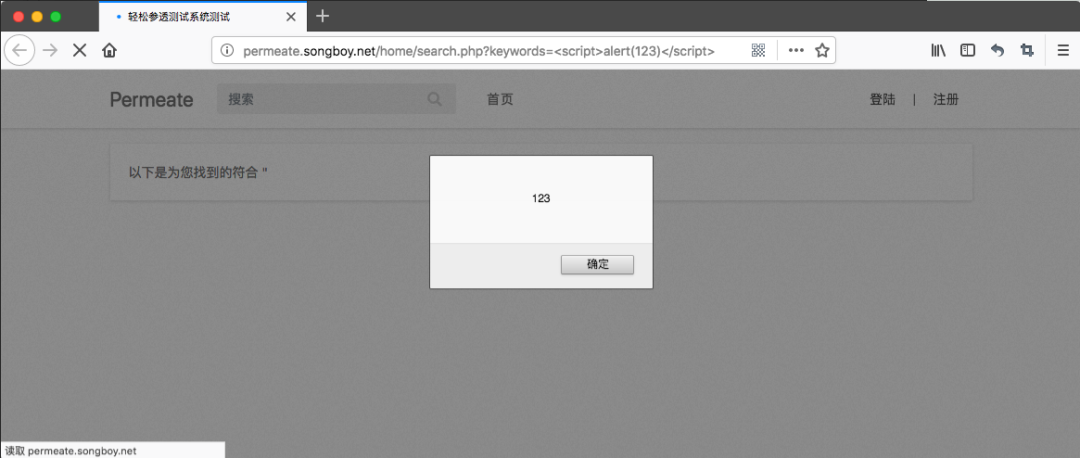 轻松参透测试系统测试
permeate.songboy.net/home/search.php?keywords=<script>alert(123)</script>
Permeate 搜索 首页 登陆 | 注册
以下是为您找到的符合 "
123
确定
读取 permeate.songboy.net